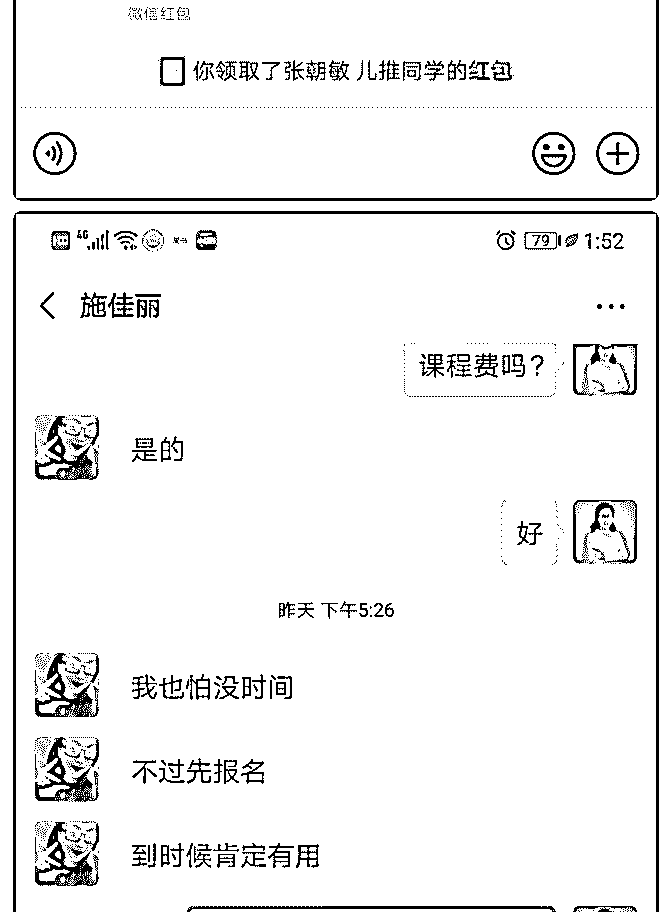 微信红包
你领取了张朝敏 儿推同学的红包
4G 79 1:52
施佳丽
课程费吗？
是的
好
昨天 下午5:26
我也怕没时间
不过先报名
到时候肯定有用